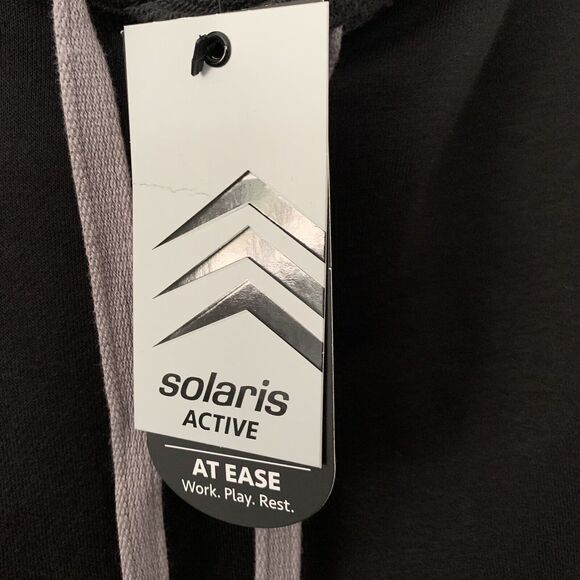 solaris
ACTIVE
AT EASE
Work. Play. Rest.